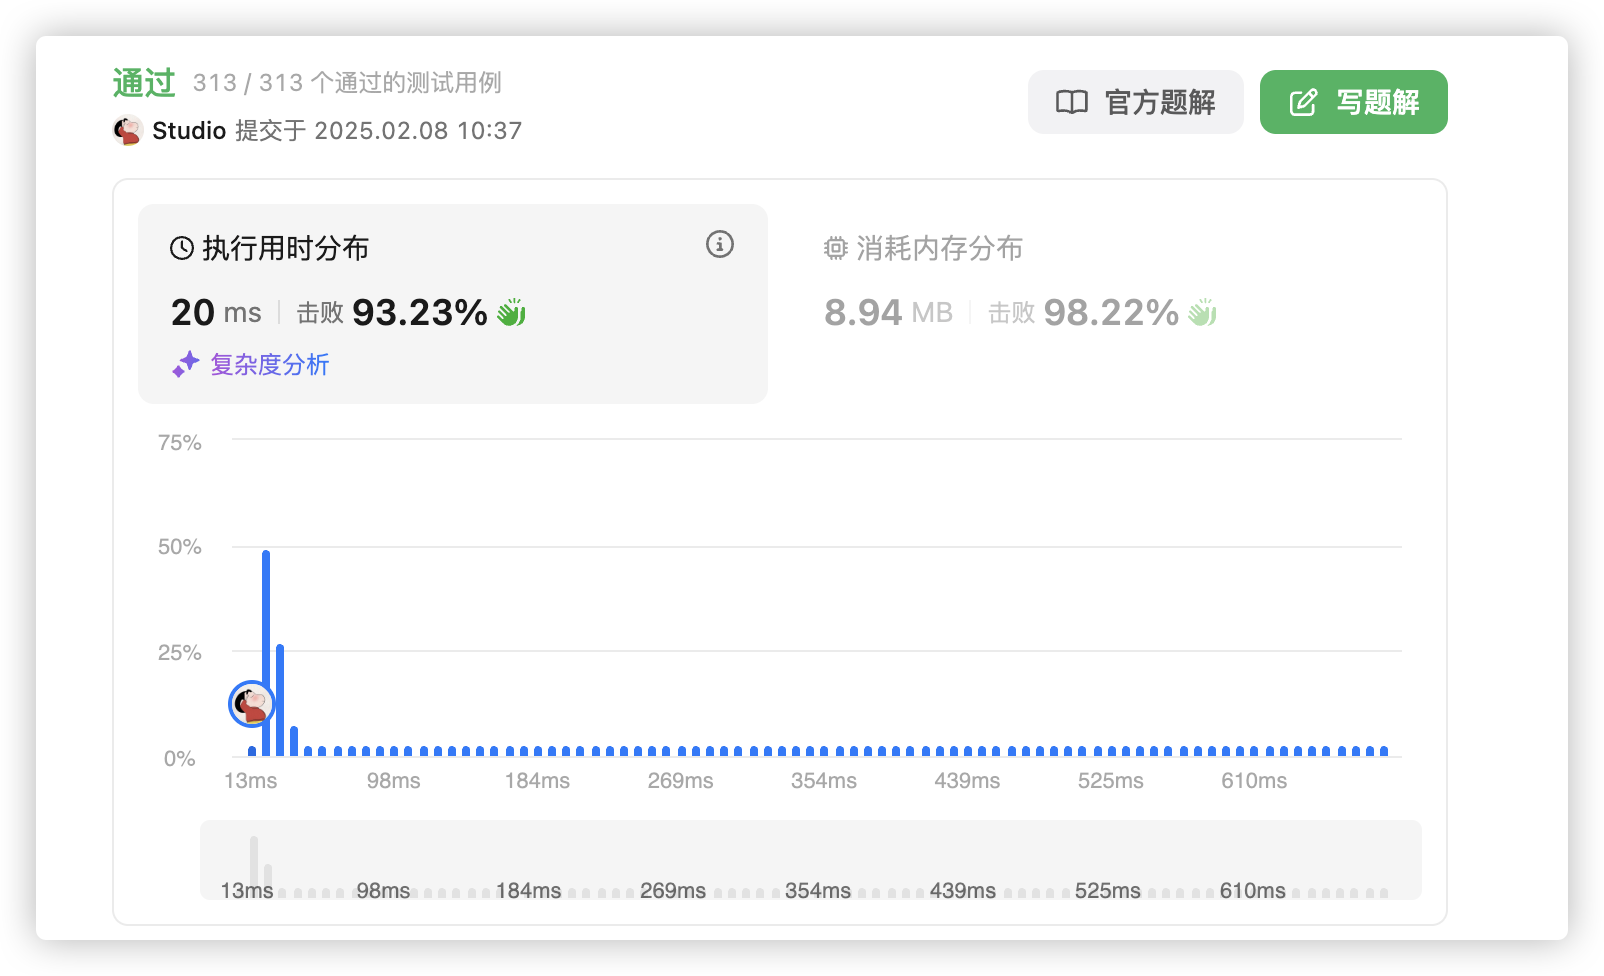 通过 313 / 313 个通过的测试用例
Studio 提交于 2025.02.08 10:37
官方题解
写题解
执行用时分布
20 ms 击败 93.23%
复杂度分析
消耗内存分布
8.94 MB 击败 98.22%
75%
50%
25%
0%
13ms 98ms 184ms 269ms 354ms 439ms 525ms 610ms
13ms 98ms 184ms 269ms 354ms 439ms 525ms 610ms